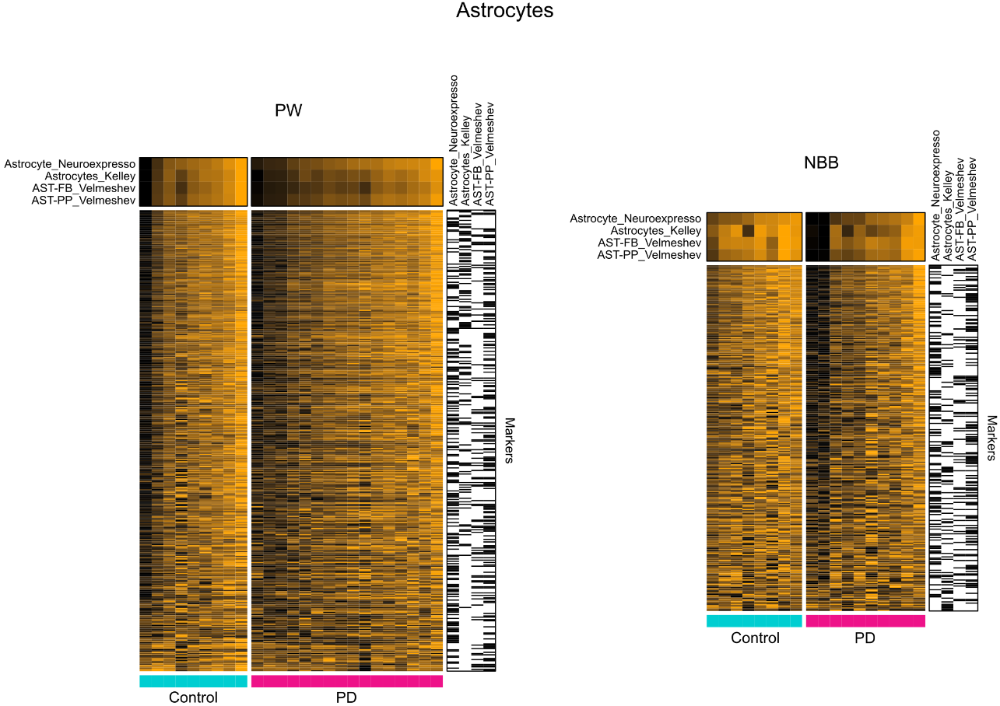 Astrocytes
PW
Astrocyte_Neuroexpresso
Astrocytes_Kelley
AST-FB_Velmeshev
AST-PP_Velmeshev
Astrocyte_Neuroexpresso
Astrocytes_Kelley
AST-FB_Velmeshev
AST-PP_Velmeshev
Markers
Control
PD
NBB
Astrocyte_Neuroexpresso
Astrocytes_Kelley
AST-FB_Velmeshev
AST-PP_Velmeshev
Astrocyte_Neuroexpresso
Astrocytes_Kelley
AST-FB_Velmeshev
AST-PP_Velmeshev
Markers
Control
PD